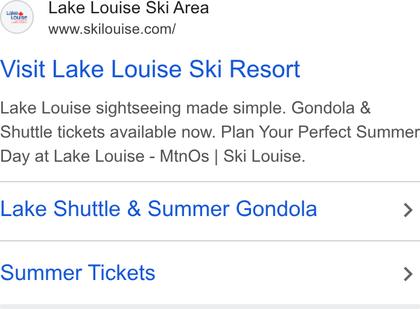 Lake Louise Ski Area
www.skilouise.com/
Visit Lake Louise Ski Resort
Lake Louise sightseeing made simple. Gondola &
Shuttle tickets available now. Plan Your Perfect Summer
Day at Lake Louise - MtnOs | Ski Louise.
Lake Shuttle & Summer Gondola
Summer Tickets